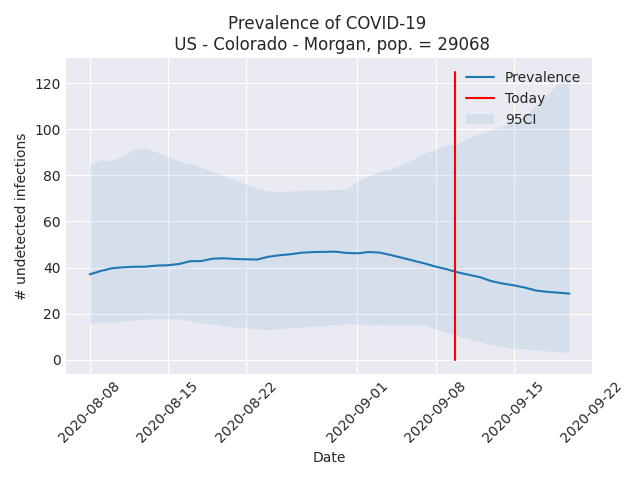 Prevalence of COVID-19
US - Colorado - Morgan, pop. = 29068
Prevalence
Today
95CI
# undetected infections
120
100
80
60
40
20
0
2020-08-08
2020-08-15
2020-08-22
2020-09-01
2020-09-08
2020-09-15
2020-09-22
Date